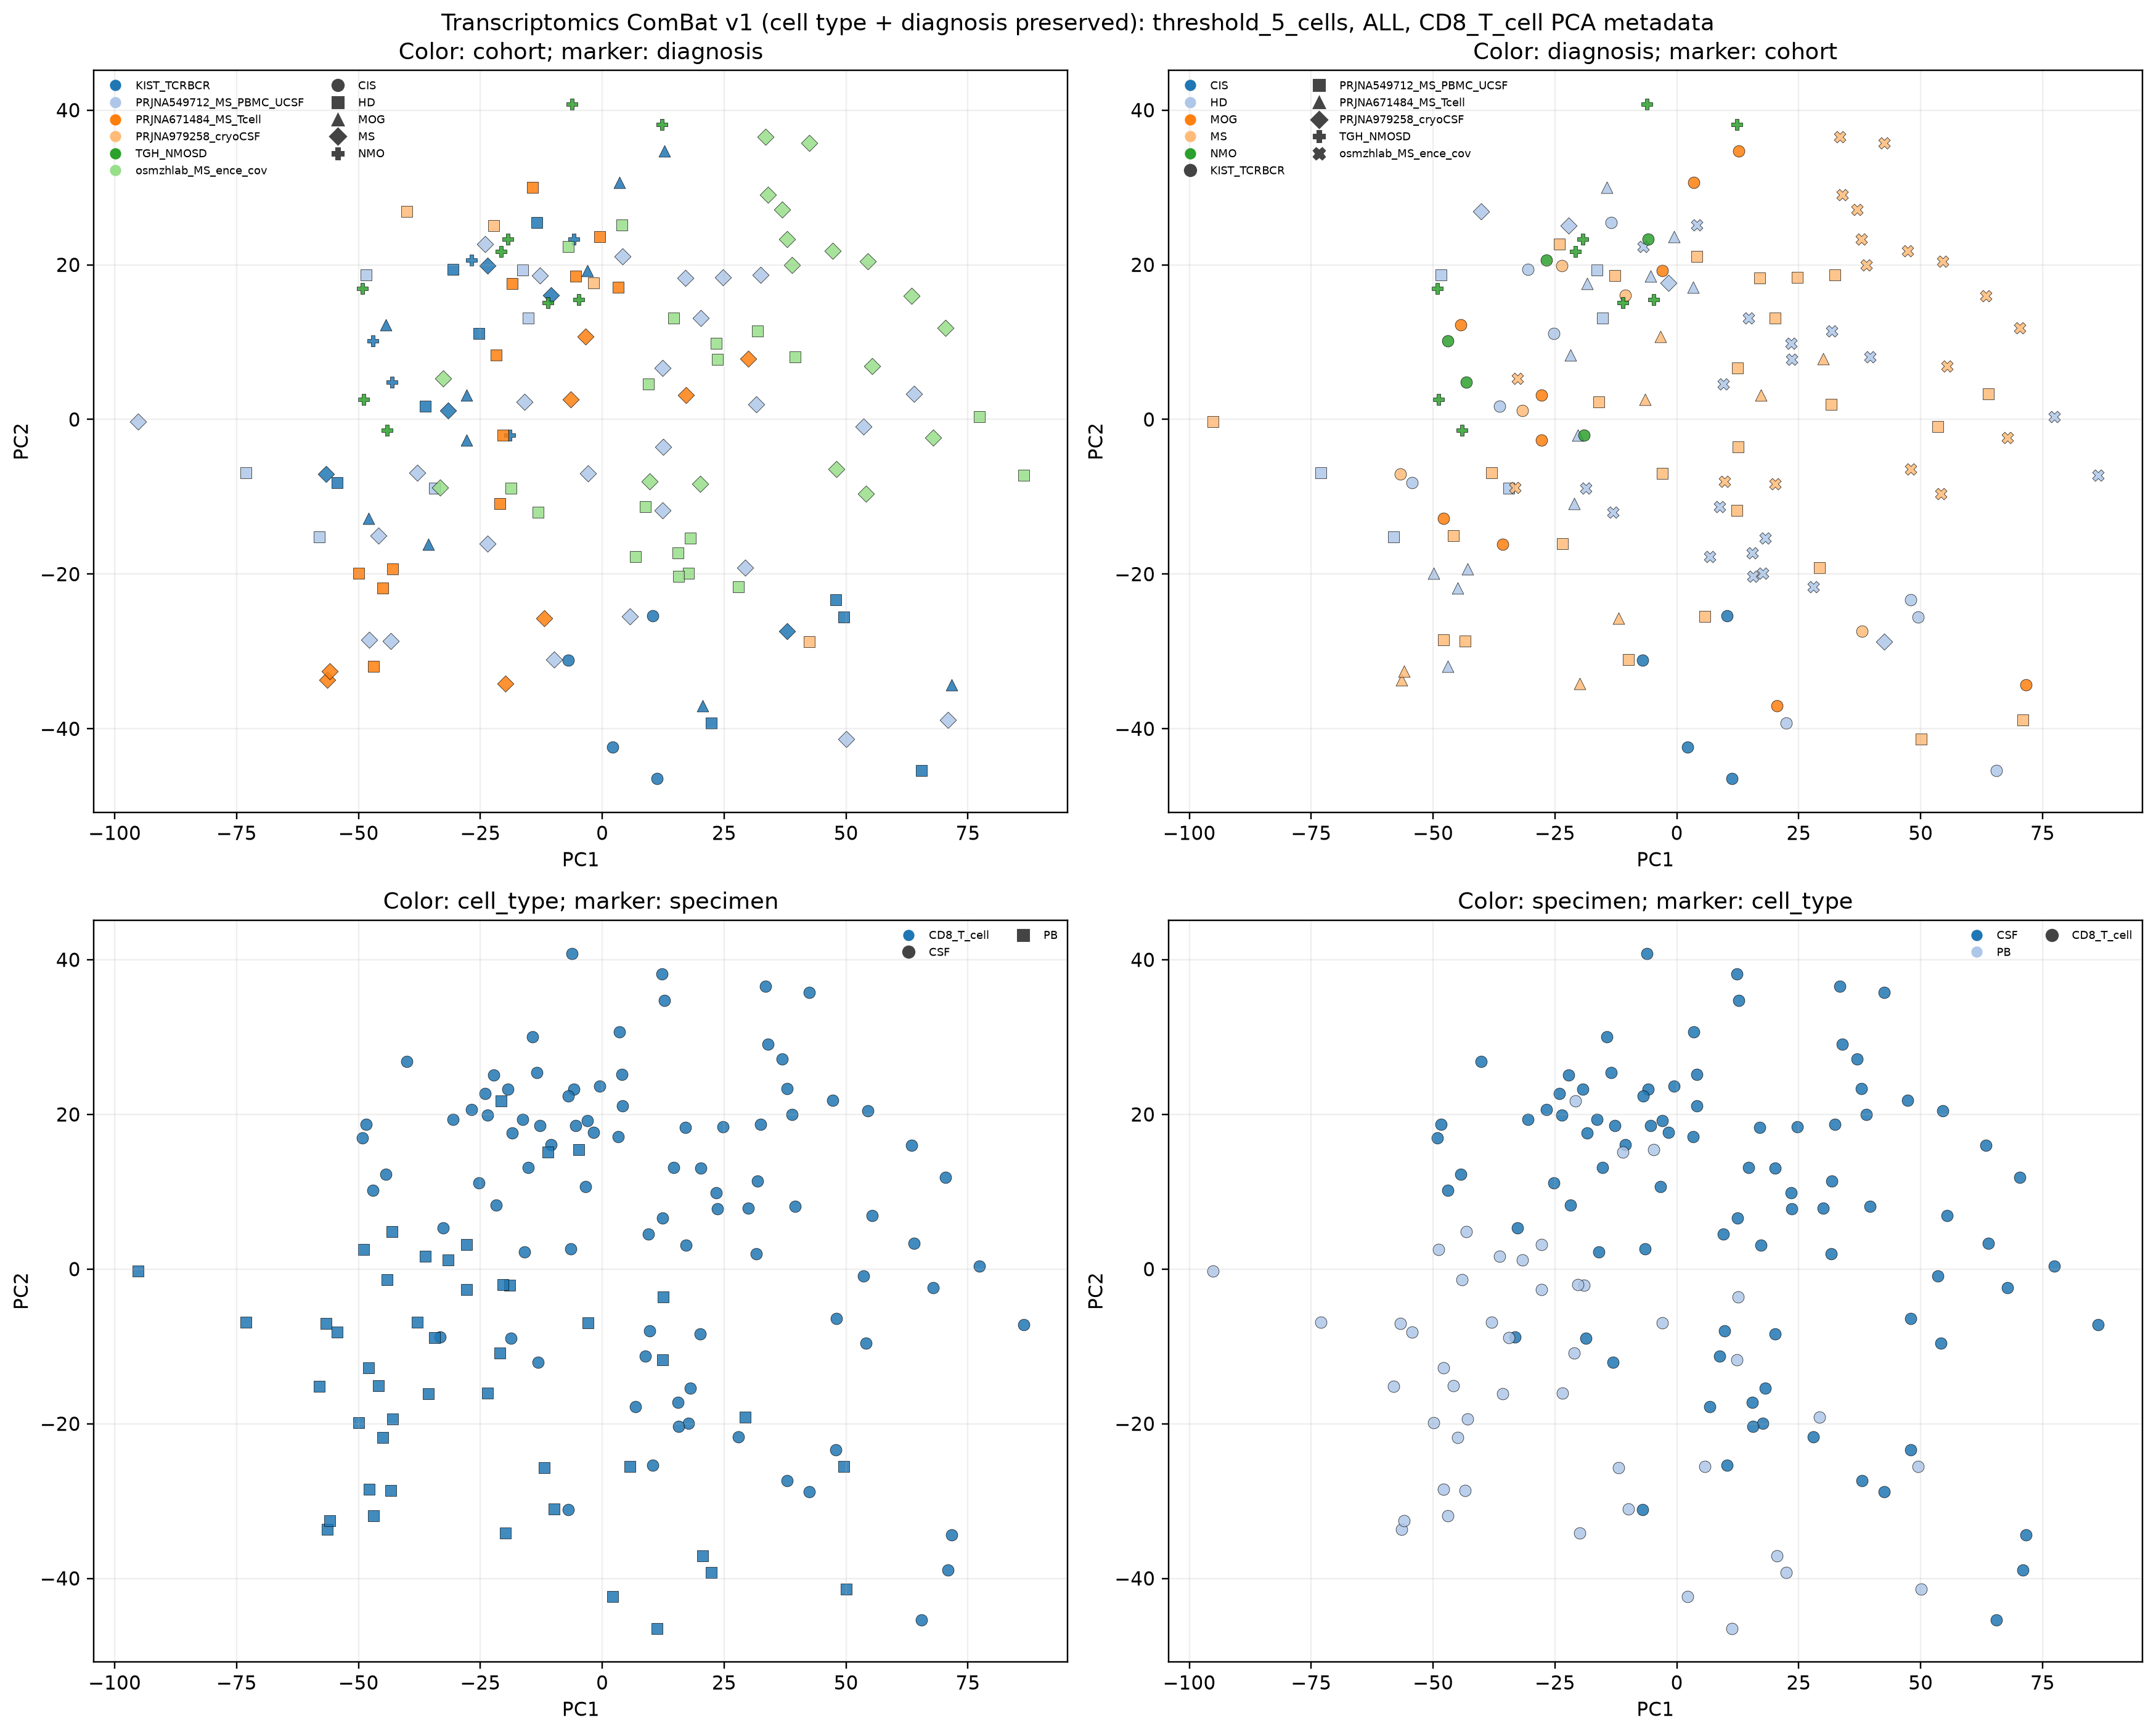 Transcriptomics ComBat v1 (cell type + diagnosis preserved): threshold_5_cells, ALL, CD8_T_cell PCA metadata
Color: cohort; marker: diagnosis
KIST_TCRBCR
PRJNA549712_MS_PBMC_UCSF
PRJNA671484_MS_Tcell
PRJNA979258_cryoCSF
TGH_NMOSD
osmzhlab_MS_ence_cov
CIS
HD
MOG
MS
NMO
40
20
0
−20
−40
PC2
−100 −75 −50 −25 0 25 50 75
PC1
Color: diagnosis; marker: cohort
CIS
HD
MOG
MS
NMO
KIST_TCRBCR
PRJNA549712_MS_PBMC_UCSF
PRJNA671484_MS_Tcell
PRJNA979258_cryoCSF
TGH_NMOSD
osmzhlab_MS_ence_cov
40
20
0
−20
−40
PC2
−100 −75 −50 −25 0 25 50 75
PC1
Color: cell_type; marker: specimen
CD8_T_cell
CSF
PB
40
20
0
−20
−40
PC2
−100 −75 −50 −25 0 25 50 75
PC1
Color: specimen; marker: cell_type
CSF
PB
CD8_T_cell
40
20
0
−20
−40
PC2
−100 −75 −50 −25 0 25 50 75
PC1